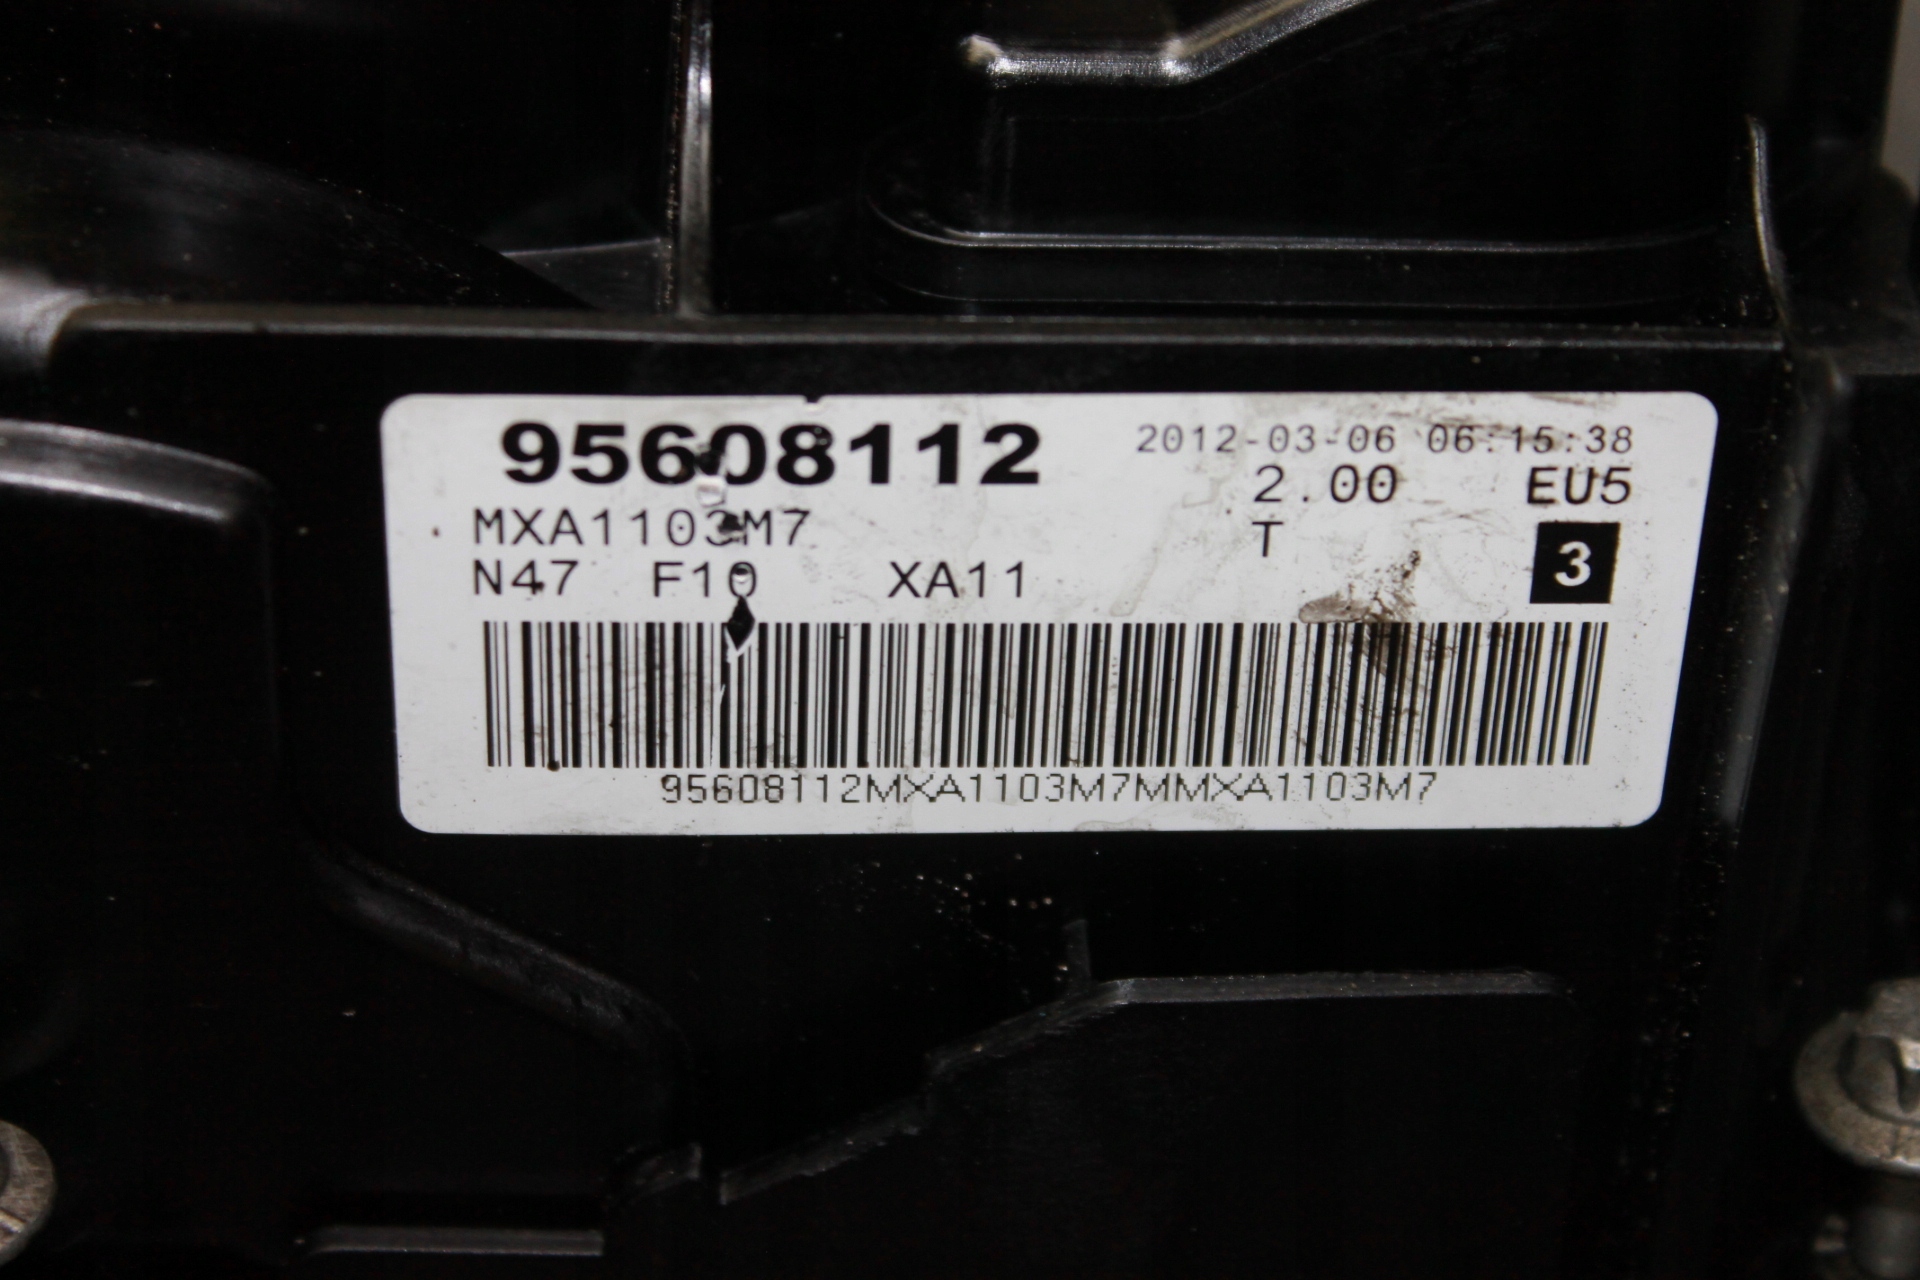 95608112 2012-03-06 06:15:38
2.00 EU5
MXA1103M7 T 3
N47 F10 XA11
95608112MXA1103M7MMXA1103M7